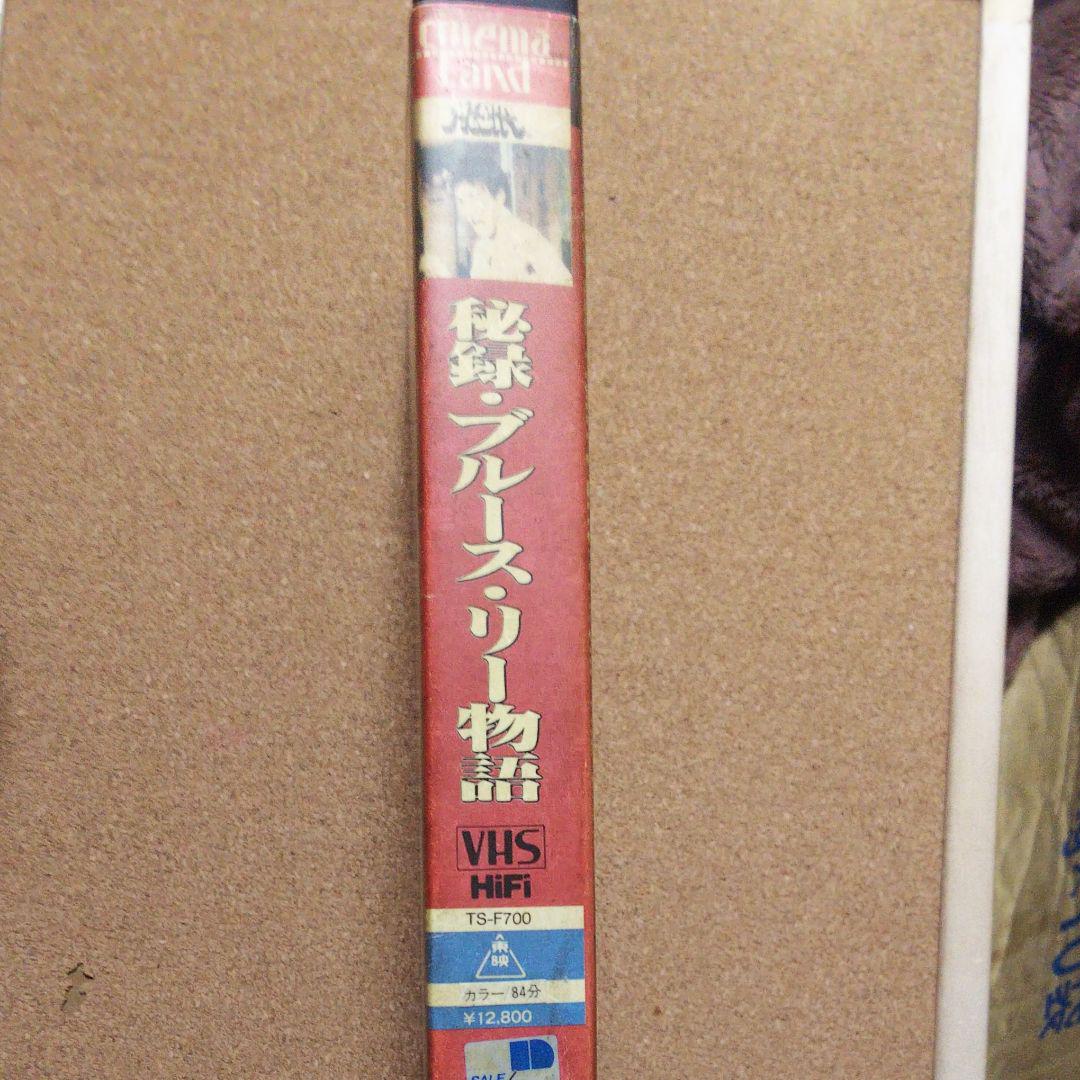 cinema
秘録・ブルース・リー物語
VHS
HiFi
TS-F700
東映
カラー/84分
¥12,800
SALE/